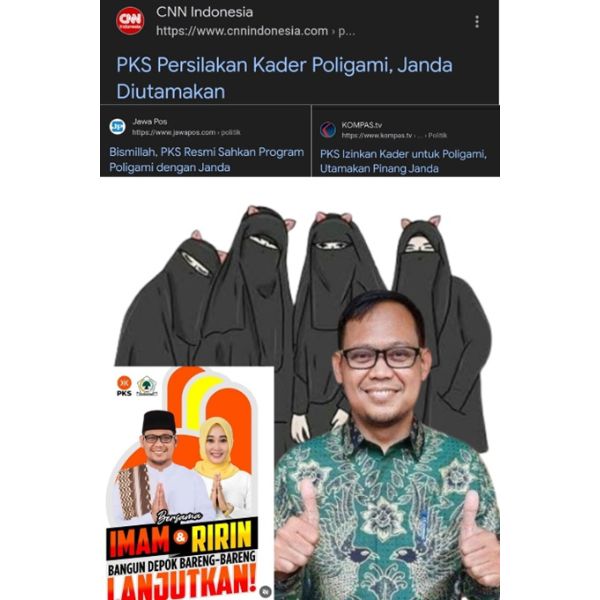 CNN Indonesia
https://www.cnnindonesia.com › p...
PKS Persilakan Kader Poligami, Janda
Diutamakan
Jawa Pos
https://www.jawapos.com › politik
Bismillah, PKS Resmi Sahkan Program
Poligami dengan Janda
KOMPAS.tv
https://www.kompas.tv › ... › Politik
PKS Izinkan Kader untuk Poligami,
Utamakan Pinang Janda
PKS
Bersama
IMAM & RIRIN
BANGUN DEPOK BARENG-BARENG
LANJUTKAN!